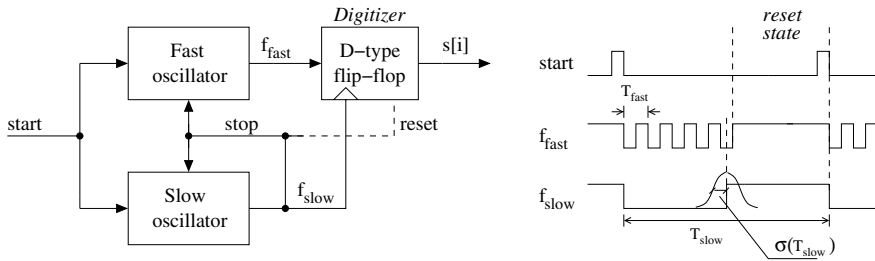 Digitizer
Fast
oscillator
f_fast
D−type
flip−flop
s[i]
start
stop
reset
Slow
oscillator
f_slow
reset
state
start
T_fast
f_fast
f_slow
T_slow
σ(T_slow)